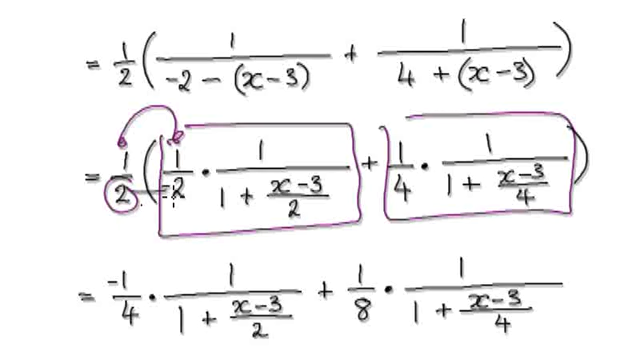 = 1/2 ( 1/(-2 - (x-3)) + 1/(4 + (x-3)) )
= 1/2 ( 1/-2 · 1/(1 + (x-3)/2) + 1/4 · 1/(1 + (x-3)/4) )
= -1/4 · 1/(1 + (x-3)/2) + 1/8 · 1/(1 + (x-3)/4)